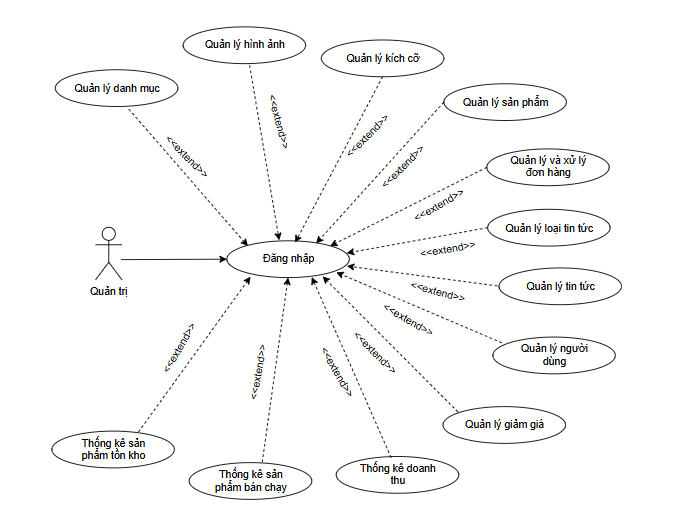 Quản lý hình ảnh
Quản lý kích cỡ
Quản lý danh mục
Quản lý sản phẩm
<<extend>>
<<extend>>
<<extend>>
<<extend>>
Quản lý và xử lý
đơn hàng
<<extend>>
Quản lý loại tin tức
<<extend>>
Đăng nhập
Quản trị
Quản lý tin tức
<<extend>>
<<extend>>
Quản lý người
dùng
<<extend>>
<<extend>>
<<extend>>
<<extend>>
Quản lý giảm giá
Thống kê sản
phẩm tồn kho
Thống kê sản
phẩm bán chạy
Thống kê doanh
thu